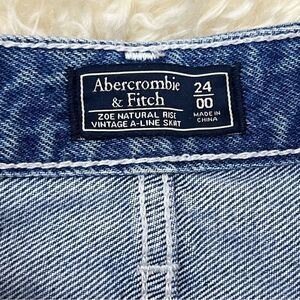 Abercrombie
& Fitch
ZOE NATURAL RISE
VINTAGE A-LINE SKIRT
24
00
MADE IN
CHINA